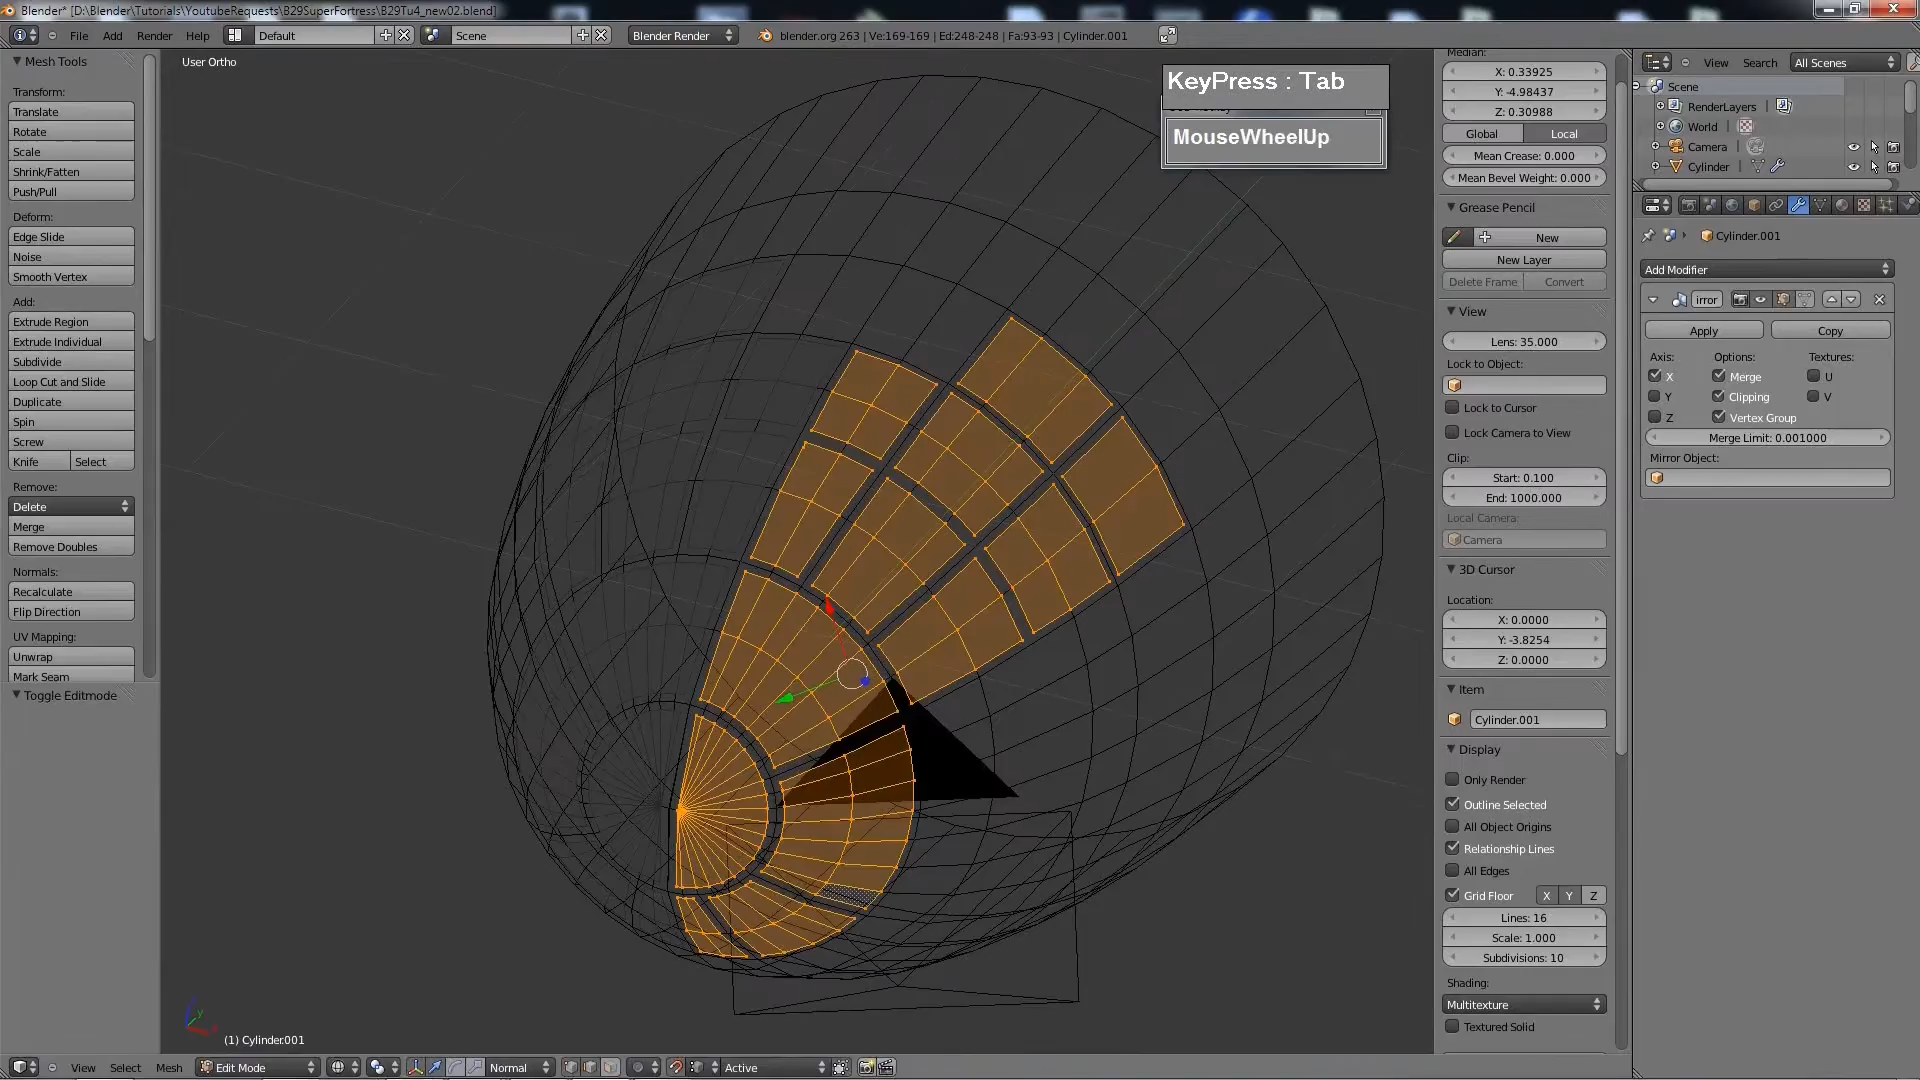 Blender* [D:\Blender\Tutorials\YoutubeRequests\B29SuperFortress\B29Tu4_new02.blend]
File Add Render Help Default Scene Blender Render blender.org 263 | Ve:169-169 | Ed:248-248 | Fa:93-93 | Cylinder.001
Mesh Tools
Transform:
Translate
Rotate
Scale
Shrink/Fatten
Push/Pull
Deform:
Edge Slide
Noise
Smooth Vertex
Add:
Extrude Region
Extrude Individual
Subdivide
Loop Cut and Slide
Duplicate
Spin
Screw
Knife Select
Remove:
Delete
Merge
Remove Doubles
Normals:
Recalculate
Flip Direction
UV Mapping:
Unwrap
Mark Seam
Toggle Editmode
User Ortho
KeyPress : Tab
MouseWheelUp
(1) Cylinder.001
View Select Mesh Edit Mode Normal Active
Median:
X: 0.33925
Y: -4.98437
Z: 0.30988
Global Local
Mean Crease: 0.000
Mean Bevel Weight: 0.000
Grease Pencil
New
New Layer
Delete Frame Convert
View
Lens: 35.000
Lock to Object:
Lock to Cursor
Lock Camera to View
Clip:
Start: 0.100
End: 1000.000
Local Camera:
Camera
3D Cursor
Location:
X: 0.0000
Y: -3.8254
Z: 0.0000
Item
Cylinder.001
Display
Only Render
Outline Selected
All Object Origins
Relationship Lines
All Edges
Grid Floor X Y Z
Lines: 16
Scale: 1.000
Subdivisions: 10
Shading:
Multitexture
Textured Solid
View Search All Scenes
Scene
RenderLayers
World
Camera
Cylinder
Cylinder.001
Add Modifier
irror
Apply Copy
Axis: Options: Textures:
X Merge U
Y Clipping V
Z Vertex Group
Merge Limit: 0.001000
Mirror Object: